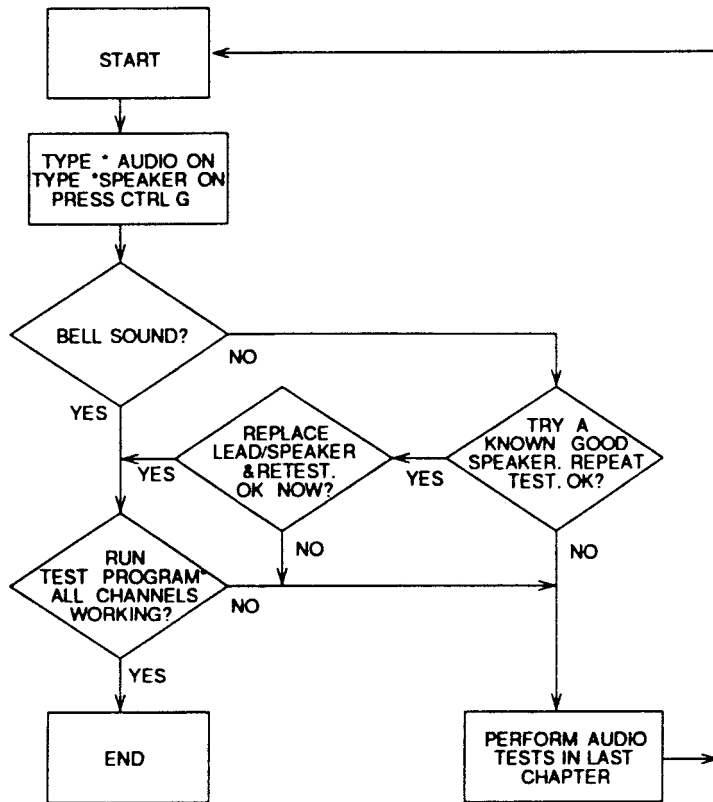 START
TYPE * AUDIO ON
TYPE *SPEAKER ON
PRESS CTRL G
BELL SOUND?
NO
YES
TRY A
KNOWN GOOD
SPEAKER. REPEAT
TEST. OK?
YES
NO
REPLACE
LEAD/SPEAKER
&RETEST.
OK NOW?
YES
NO
RUN
TEST PROGRAM*
ALL CHANNELS
WORKING?
NO
YES
END
PERFORM AUDIO
TESTS IN LAST
CHAPTER